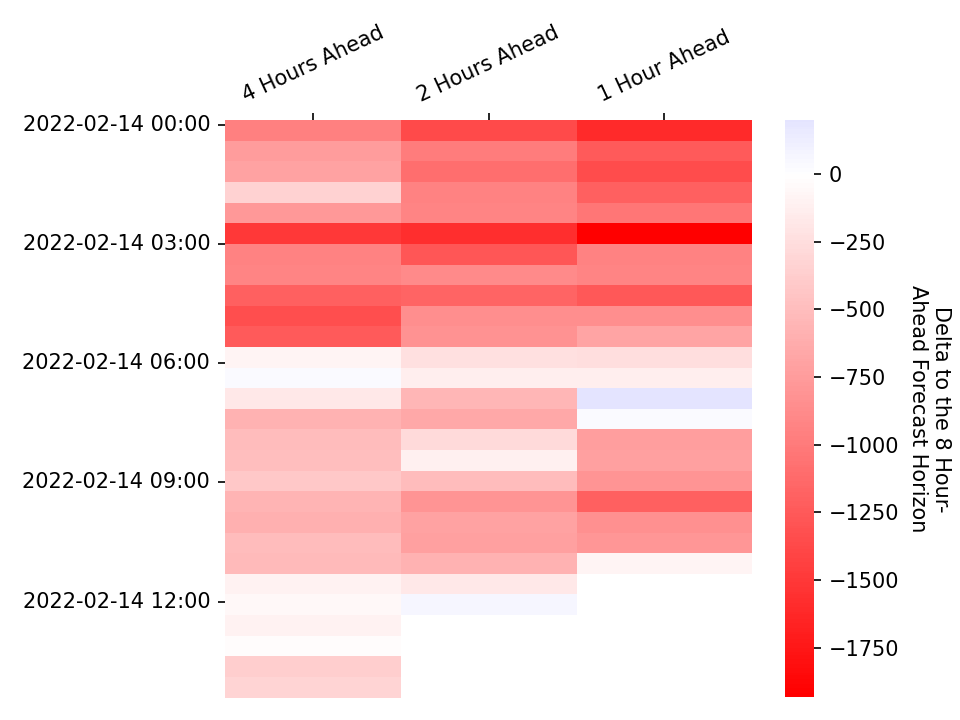 4 Hours Ahead
2 Hours Ahead
1 Hour Ahead
2022-02-14 00:00
2022-02-14 03:00
2022-02-14 06:00
2022-02-14 09:00
2022-02-14 12:00
0
−250
−500
−750
−1000
−1250
−1500
−1750
Delta to the 8 Hour-
Ahead Forecast Horizon